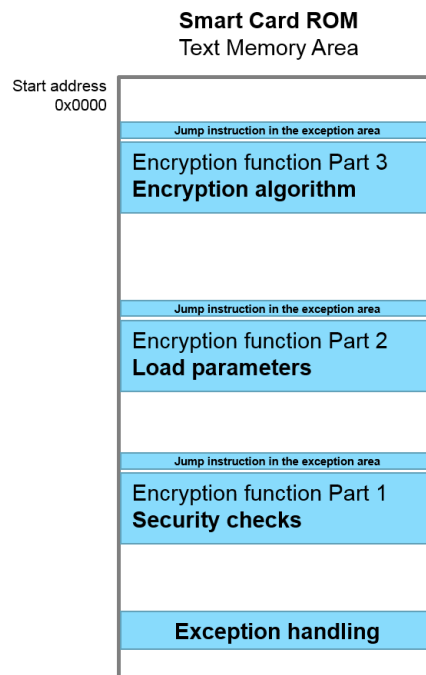 Smart Card ROM
Text Memory Area
Start address
0x0000
Jump instruction in the exception area
Encryption function Part 3
Encryption algorithm
Jump instruction in the exception area
Encryption function Part 2
Load parameters
Jump instruction in the exception area
Encryption function Part 1
Security checks
Exception handling